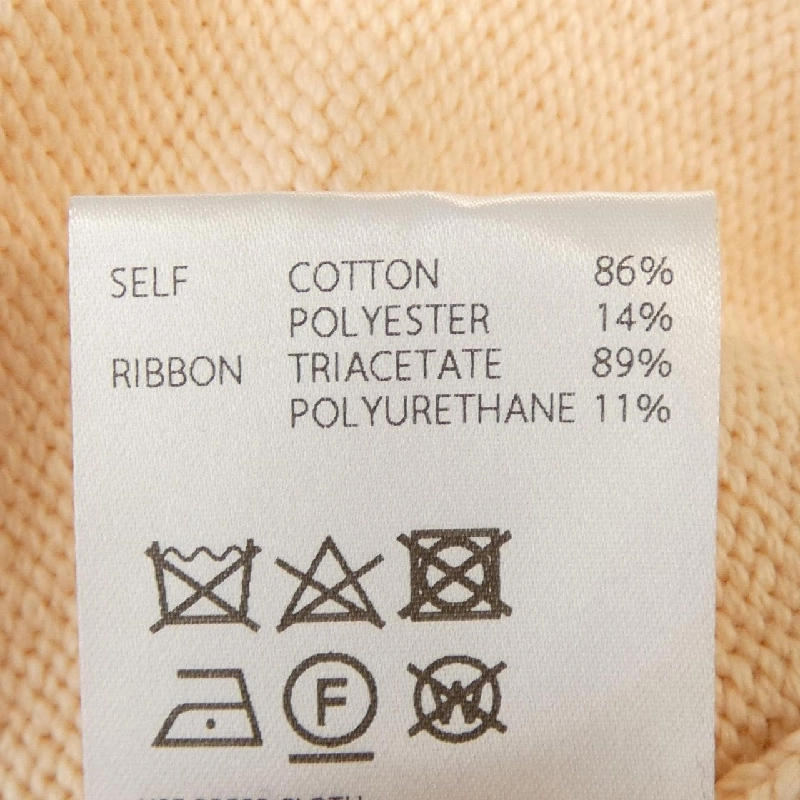 SELF COTTON 86%
POLYESTER 14%
RIBBON TRIACETATE 89%
POLYURETHANE 11%
F W